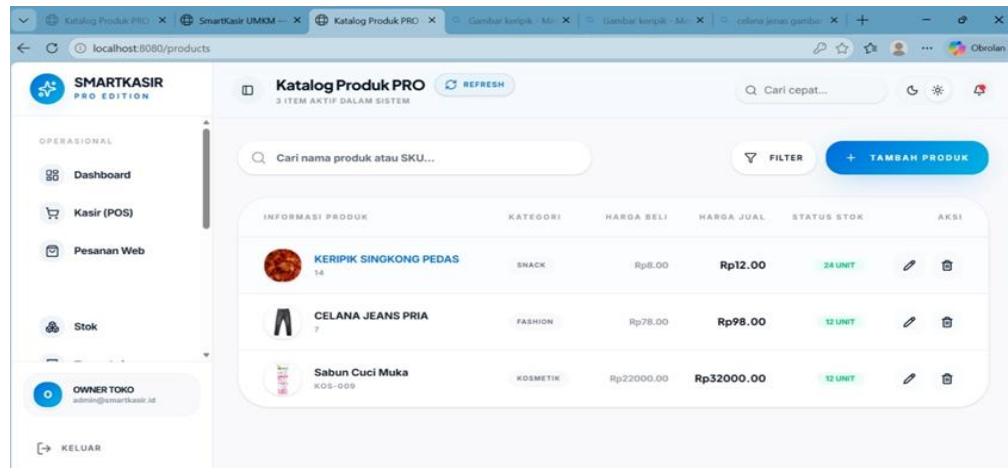 Katalog Produk PRO
SmartKasir UMKM —
Katalog Produk PRO
Gambar keripik - Mo
Gambar keripik - Mo
celana jenas gambar
localhost:8080/products
Obrolan
SMARTKASIR
PRO EDITION
Katalog Produk PRO
REFRESH
3 ITEM AKTIF DALAM SISTEM
Cari cepat...
OPERASIONAL
Dashboard
Kasir (POS)
Pesanan Web
Stok
OWNER TOKO
admin@smartkasir.id
KELUAR
Cari nama produk atau SKU...
FILTER
+ TAMBAH PRODUK
INFORMASI PRODUK KATEGORI HARGA BELI HARGA JUAL STATUS STOK AKSI
KERIPIK SINGKONG PEDAS
14
SNACK Rp8.00 Rp12.00 24 UNIT
CELANA JEANS PRIA
7
FASHION Rp78.00 Rp98.00 12 UNIT
Sabun Cuci Muka
KOS-009
KOSMETIK Rp22000.00 Rp32000.00 12 UNIT